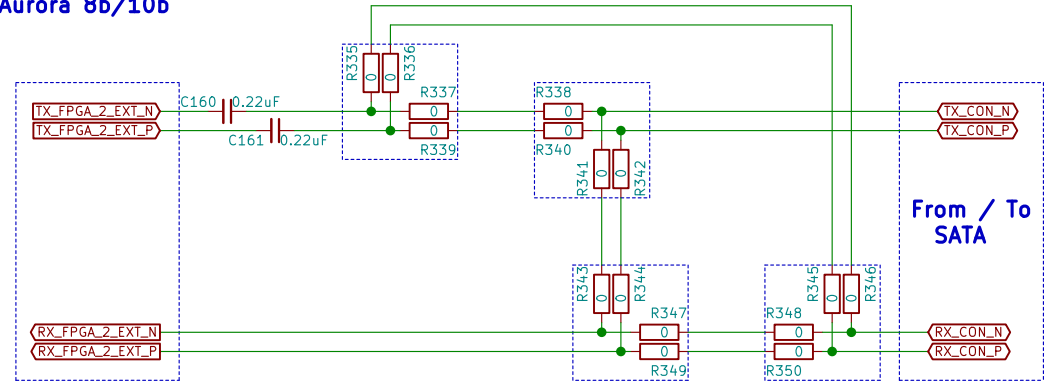 Aurora 8b/10b
R335
0
R336
0
C160
0.22uF
R337
0
R338
0
TX_FPGA_2_EXT_N
TX_CON_N
TX_FPGA_2_EXT_P
0
0
TX_CON_P
C161
0.22uF
R339
R340
R341
0
R342
0
From / To
SATA
R343
0
R344
0
R345
0
R346
0
R347
R348
RX_FPGA_2_EXT_N
0
0
RX_CON_N
RX_FPGA_2_EXT_P
0
0
RX_CON_P
R349
R350